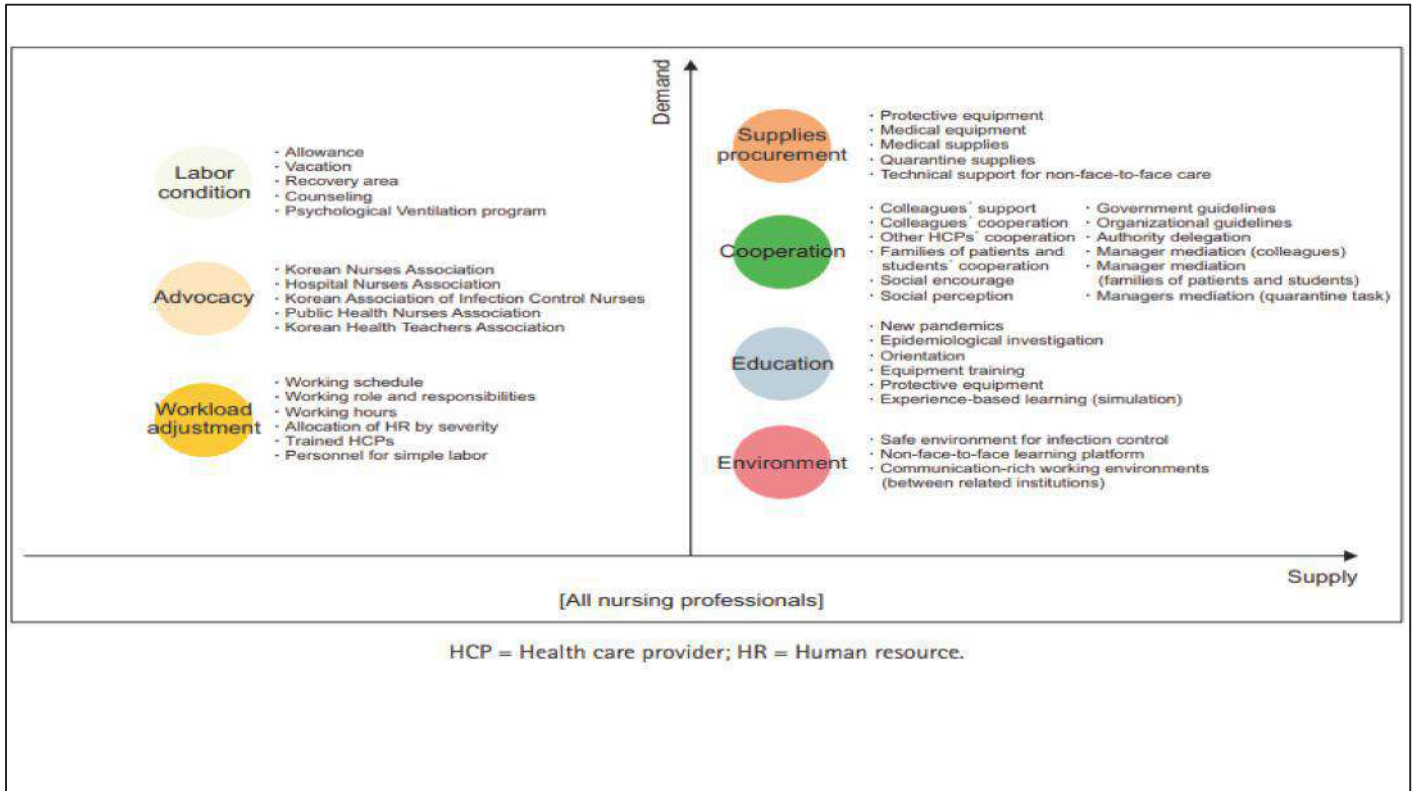 Demand
Labor
condition
· Allowance
· Vacation
· Recovery area
· Counseling
· Psychological Ventilation program
Advocacy
· Korean Nurses Association
· Hospital Nurses Association
· Korean Association of Infection Control Nurses
· Public Health Nurses Association
· Korean Health Teachers Association
Workload
adjustment
· Working schedule
· Working role and responsibilities
· Working hours
· Allocation of HR by severity
· Trained HCPs
· Personnel for simple labor
Supplies
procurement
· Protective equipment
· Medical equipment
· Medical supplies
· Quarantine supplies
· Technical support for non-face-to-face care
Cooperation
· Colleagues´ support
· Colleagues´ cooperation
· Other HCPs´ cooperation
· Families of patients and
students´ cooperation
· Social encourage
· Social perception
· Government guidelines
· Organizational guidelines
· Authority delegation
· Manager mediation (colleagues)
· Manager mediation
(families of patients and students)
· Managers mediation (quarantine task)
Education
· New pandemics
· Epidemiological investigation
· Orientation
· Equipment training
· Protective equipment
· Experience-based learning (simulation)
Environment
· Safe environment for infection control
· Non-face-to-face learning platform
· Communication-rich working environments
(between related institutions)
Supply
[All nursing professionals]
HCP = Health care provider; HR = Human resource.